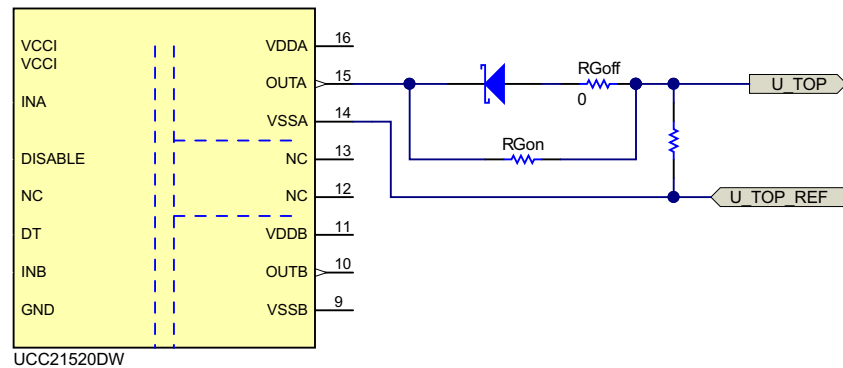 VCCI
VCCI
INA
DISABLE
NC
DT
INB
GND
VDDA 16
OUTA 15
VSSA 14
NC 13
NC 12
VDDB 11
OUTB 10
VSSB 9
UCC21520DW
RGoff
0
RGon
U_TOP
U_TOP_REF